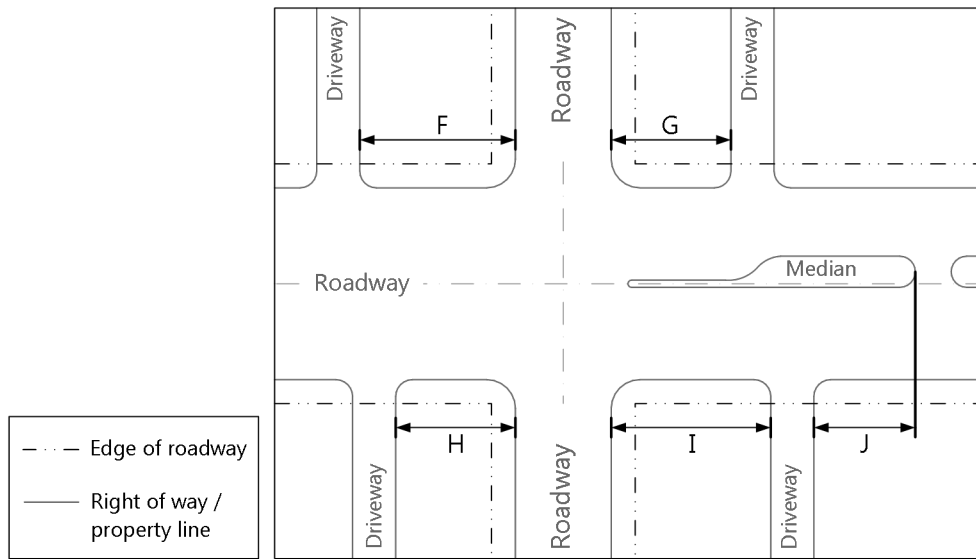 Driveway
Roadway
Driveway
F
G
Median
Roadway
H
I
J
Driveway
Roadway
Driveway
Edge of roadway
Right of way /
property line